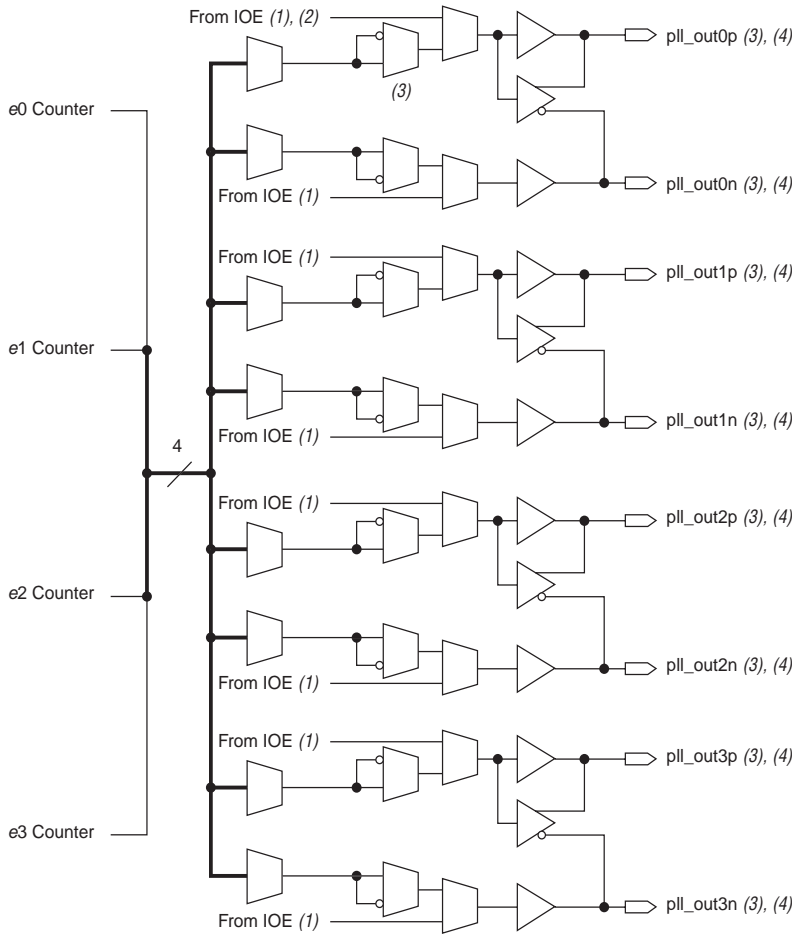 From IOE (1), (2)
pll_out0p (3), (4)
(3)
e0 Counter
pll_out0n (3), (4)
From IOE (1)
From IOE (1)
pll_out1p (3), (4)
e1 Counter
pll_out1n (3), (4)
From IOE (1)
4
From IOE (1)
pll_out2p (3), (4)
e2 Counter
pll_out2n (3), (4)
From IOE (1)
From IOE (1)
pll_out3p (3), (4)
e3 Counter
pll_out3n (3), (4)
From IOE (1)